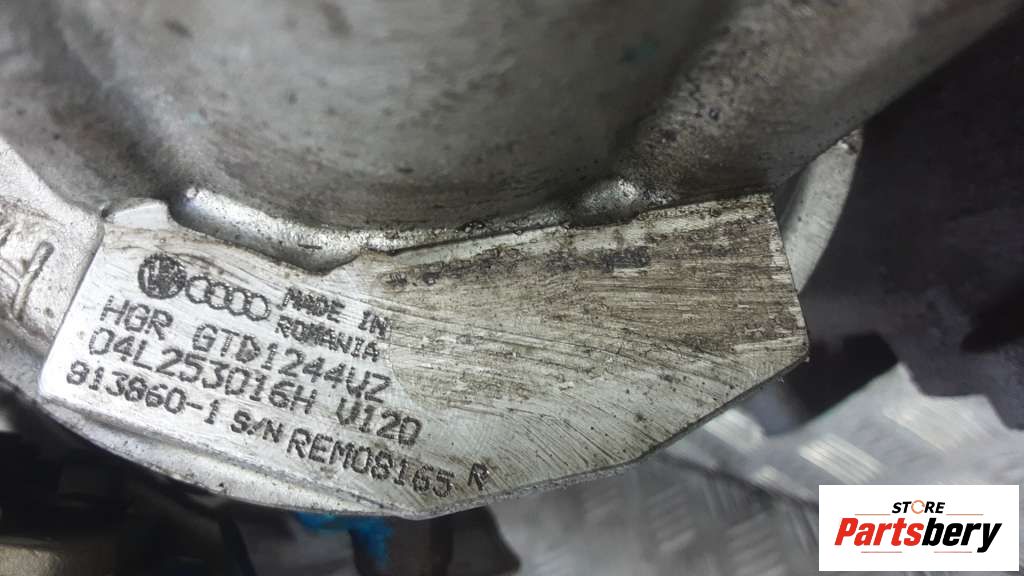 MADE IN
ROMANIA
HGR GTD1244VZ
04L253016H V120
813860-1 S/N REM08165 R
STORE
Partsbery